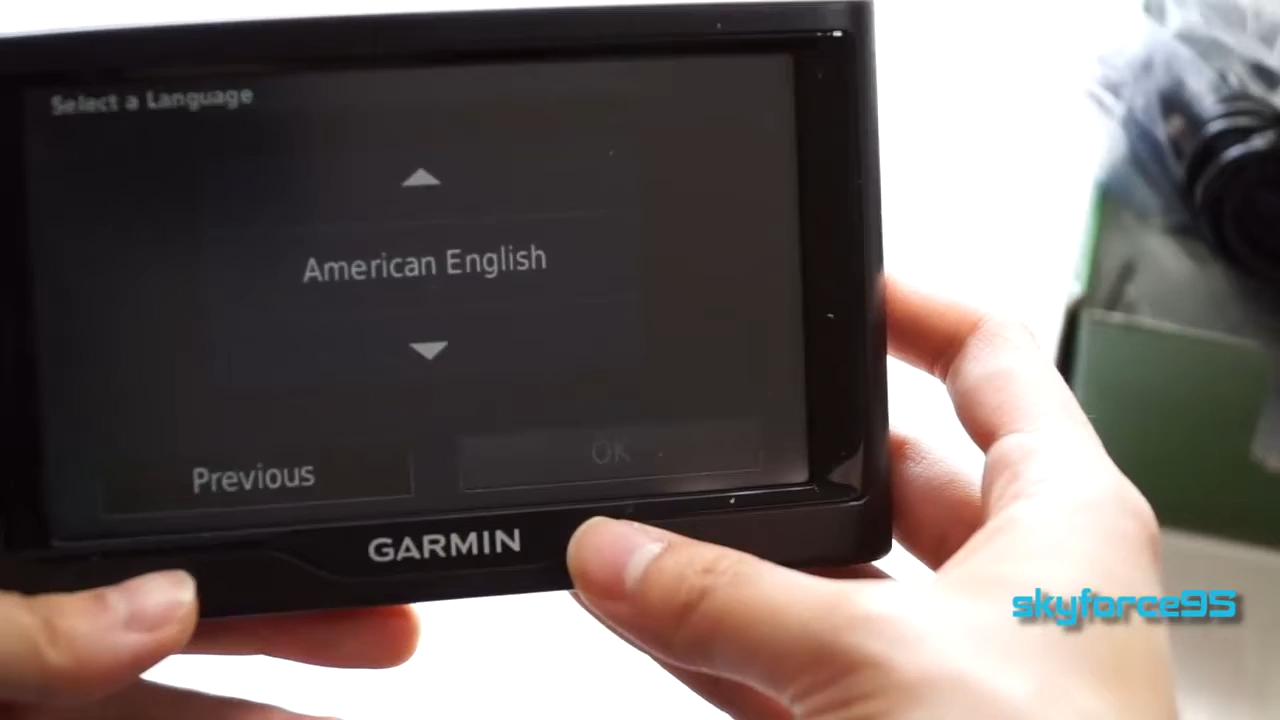 Select a Language
American English
Previous
OK
GARMIN
skyforce95